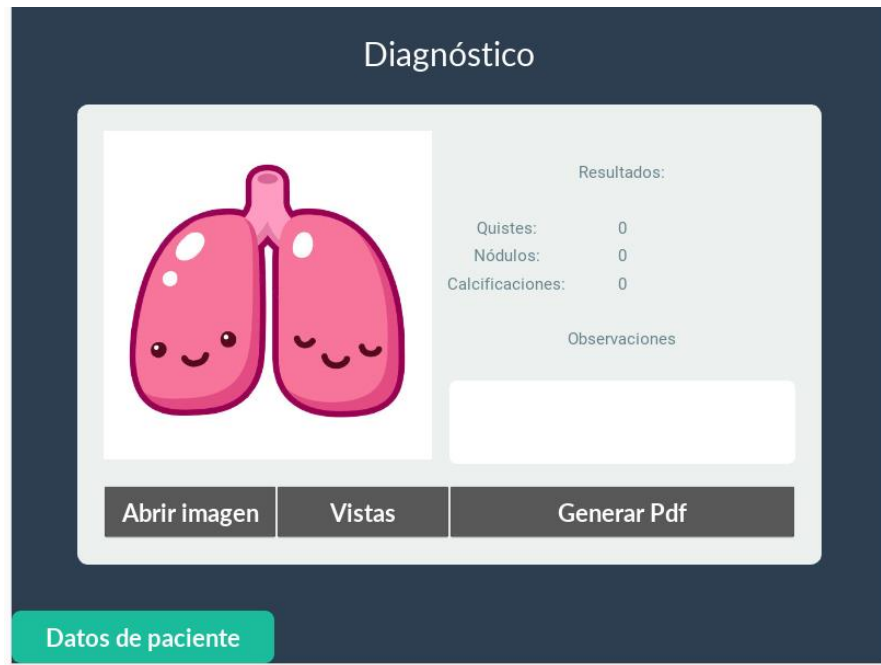 Diagnóstico
Resultados:
Quistes: 0
Nódulos: 0
Calcificaciones: 0
Observaciones
Abrir imagen Vistas Generar Pdf
Datos de paciente